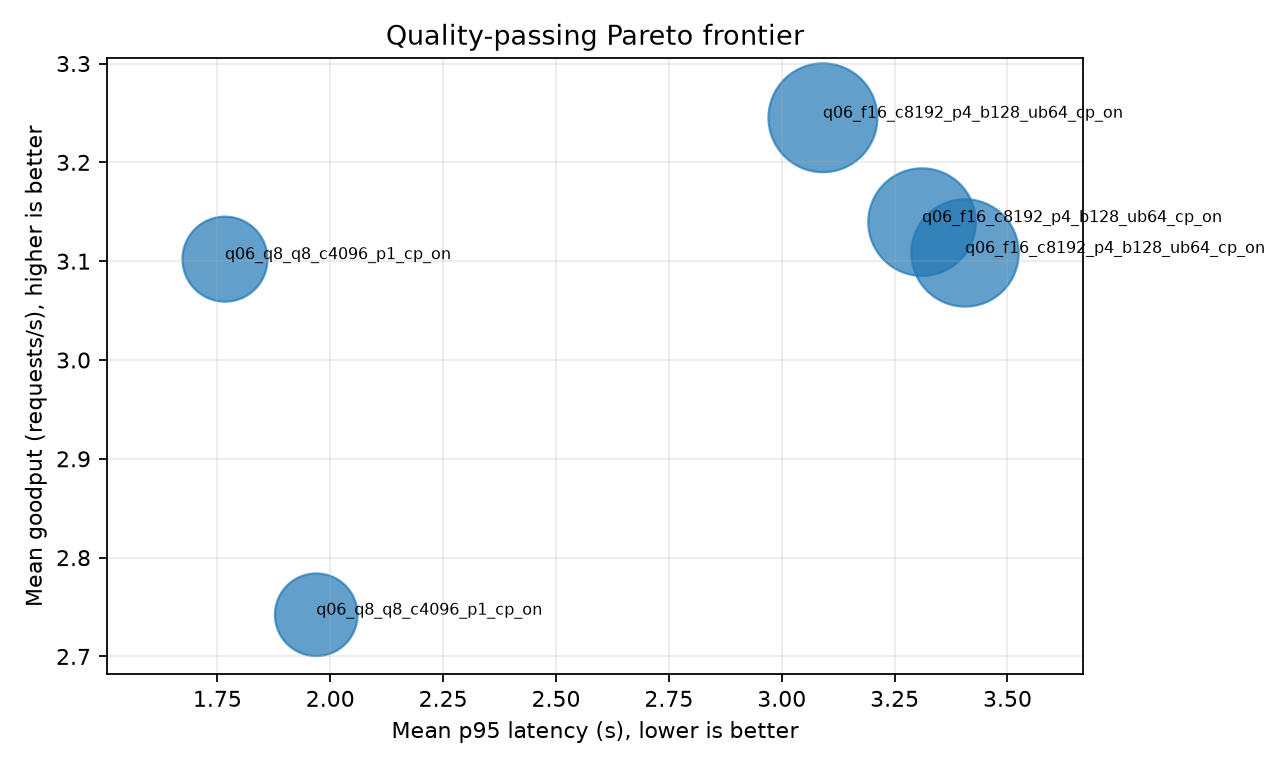 Quality-passing Pareto frontier
Mean goodput (requests/s), higher is better
3.3
3.2
3.1
3.0
2.9
2.8
2.7
q06_f16_c8192_p4_b128_ub64_cp_on
q06_f16_c8192_p4_b128_ub64_cp_on
q06_f16_c8192_p4_b128_ub64_cp_on
q06_q8_q8_c4096_p1_cp_on
q06_q8_q8_c4096_p1_cp_on
1.75 2.00 2.25 2.50 2.75 3.00 3.25 3.50
Mean p95 latency (s), lower is better